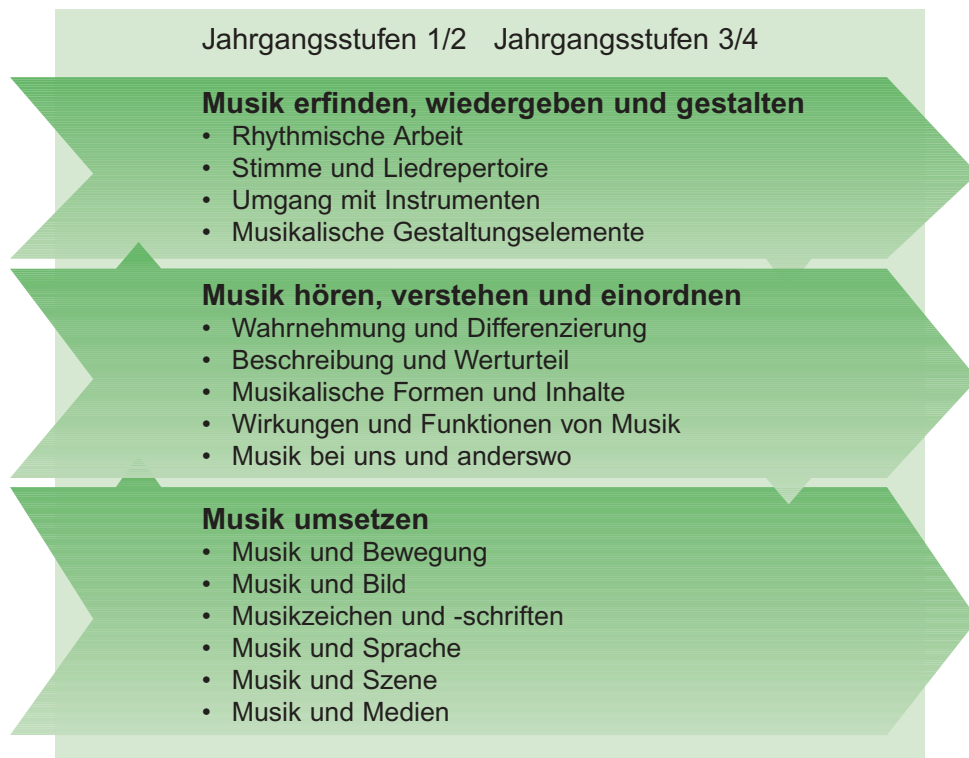 Jahrgangsstufen 1/2 Jahrgangsstufen 3/4
Musik erfinden, wiedergeben und gestalten
• Rhythmische Arbeit
• Stimme und Liedrepertoire
• Umgang mit Instrumenten
• Musikalische Gestaltungselemente
Musik hören, verstehen und einordnen
• Wahrnehmung und Differenzierung
• Beschreibung und Werturteil
• Musikalische Formen und Inhalte
• Wirkungen und Funktionen von Musik
• Musik bei uns und anderswo
Musik umsetzen
• Musik und Bewegung
• Musik und Bild
• Musikzeichen und -schriften
• Musik und Sprache
• Musik und Szene
• Musik und Medien